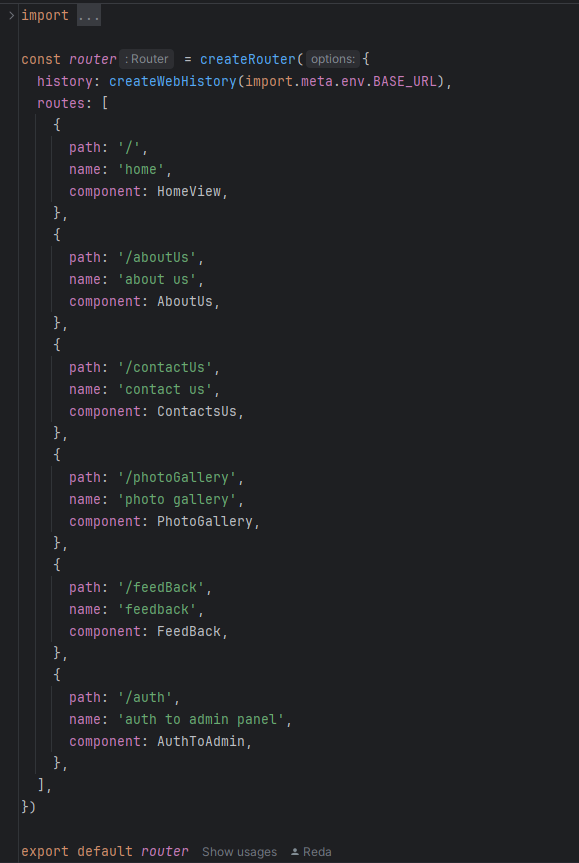 import ...
const router : Router = createRouter( options: {
  history: createWebHistory(import.meta.env.BASE_URL),
  routes: [
    {
      path: '/',
      name: 'home',
      component: HomeView,
    },
    {
      path: '/aboutUs',
      name: 'about us',
      component: AboutUs,
    },
    {
      path: '/contactUs',
      name: 'contact us',
      component: ContactsUs,
    },
    {
      path: '/photoGallery',
      name: 'photo gallery',
      component: PhotoGallery,
    },
    {
      path: '/feedBack',
      name: 'feedback',
      component: FeedBack,
    },
    {
      path: '/auth',
      name: 'auth to admin panel',
      component: AuthToAdmin,
    },
  ],
})
export default router Show usages Reda